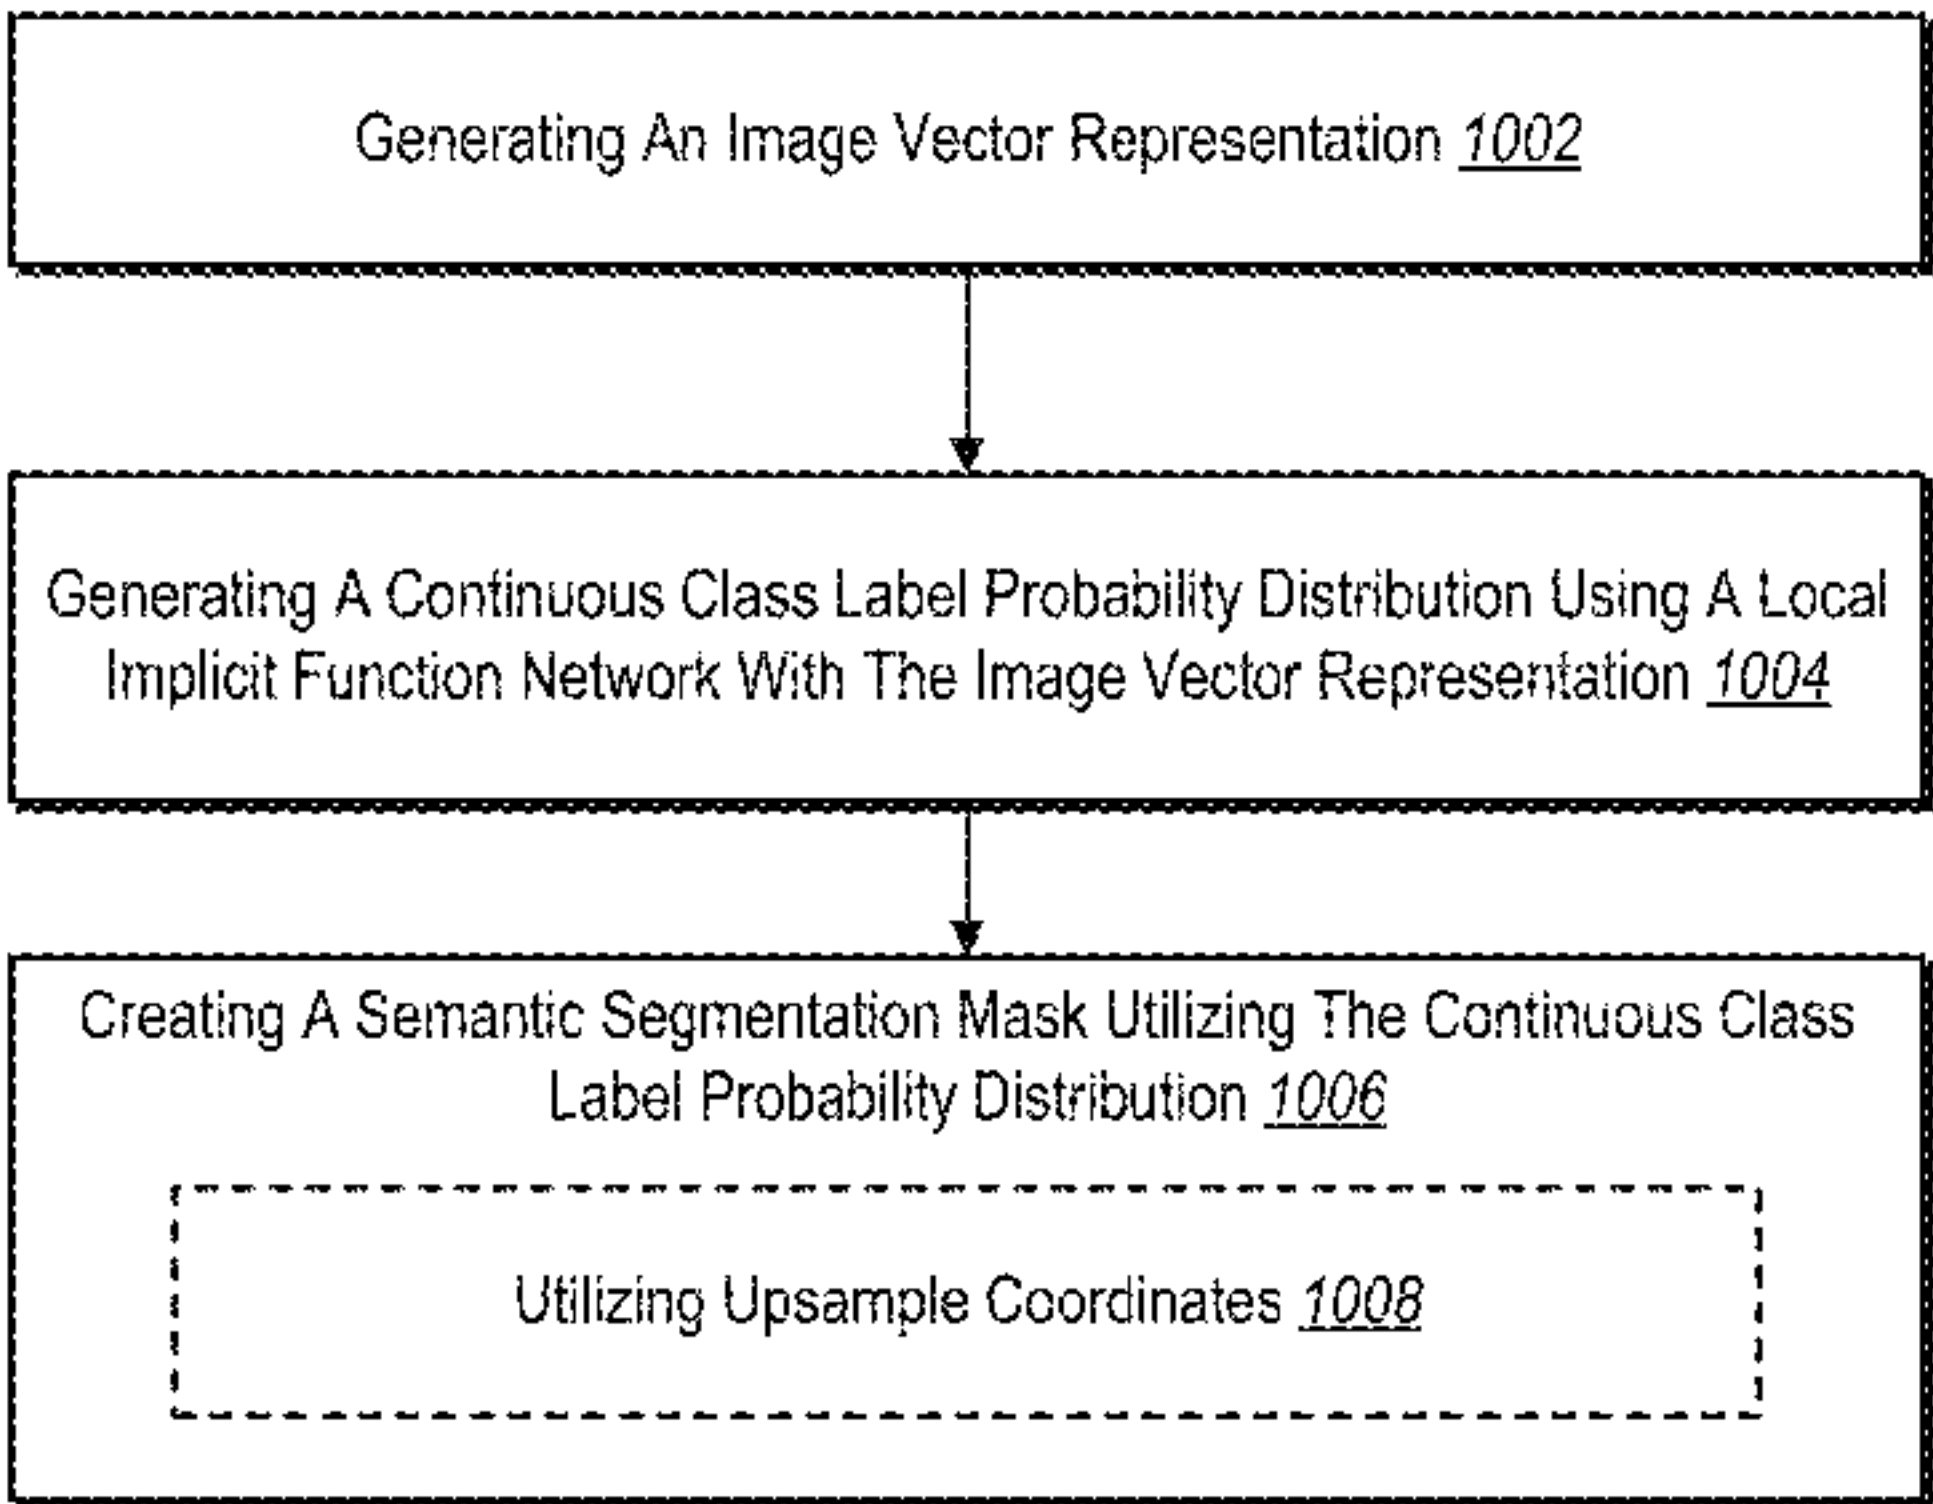 Generating An Image Vector Representation 1002
Generating A Continuous Class Label Probability Distribution Using A Local
Implicit Function Network With The Image Vector Representation 1004
Creating A Semantic Segmentation Mask Utilizing The Continuous Class
Label Probability Distribution 1006
Utilizing Upsample Coordinates 1008